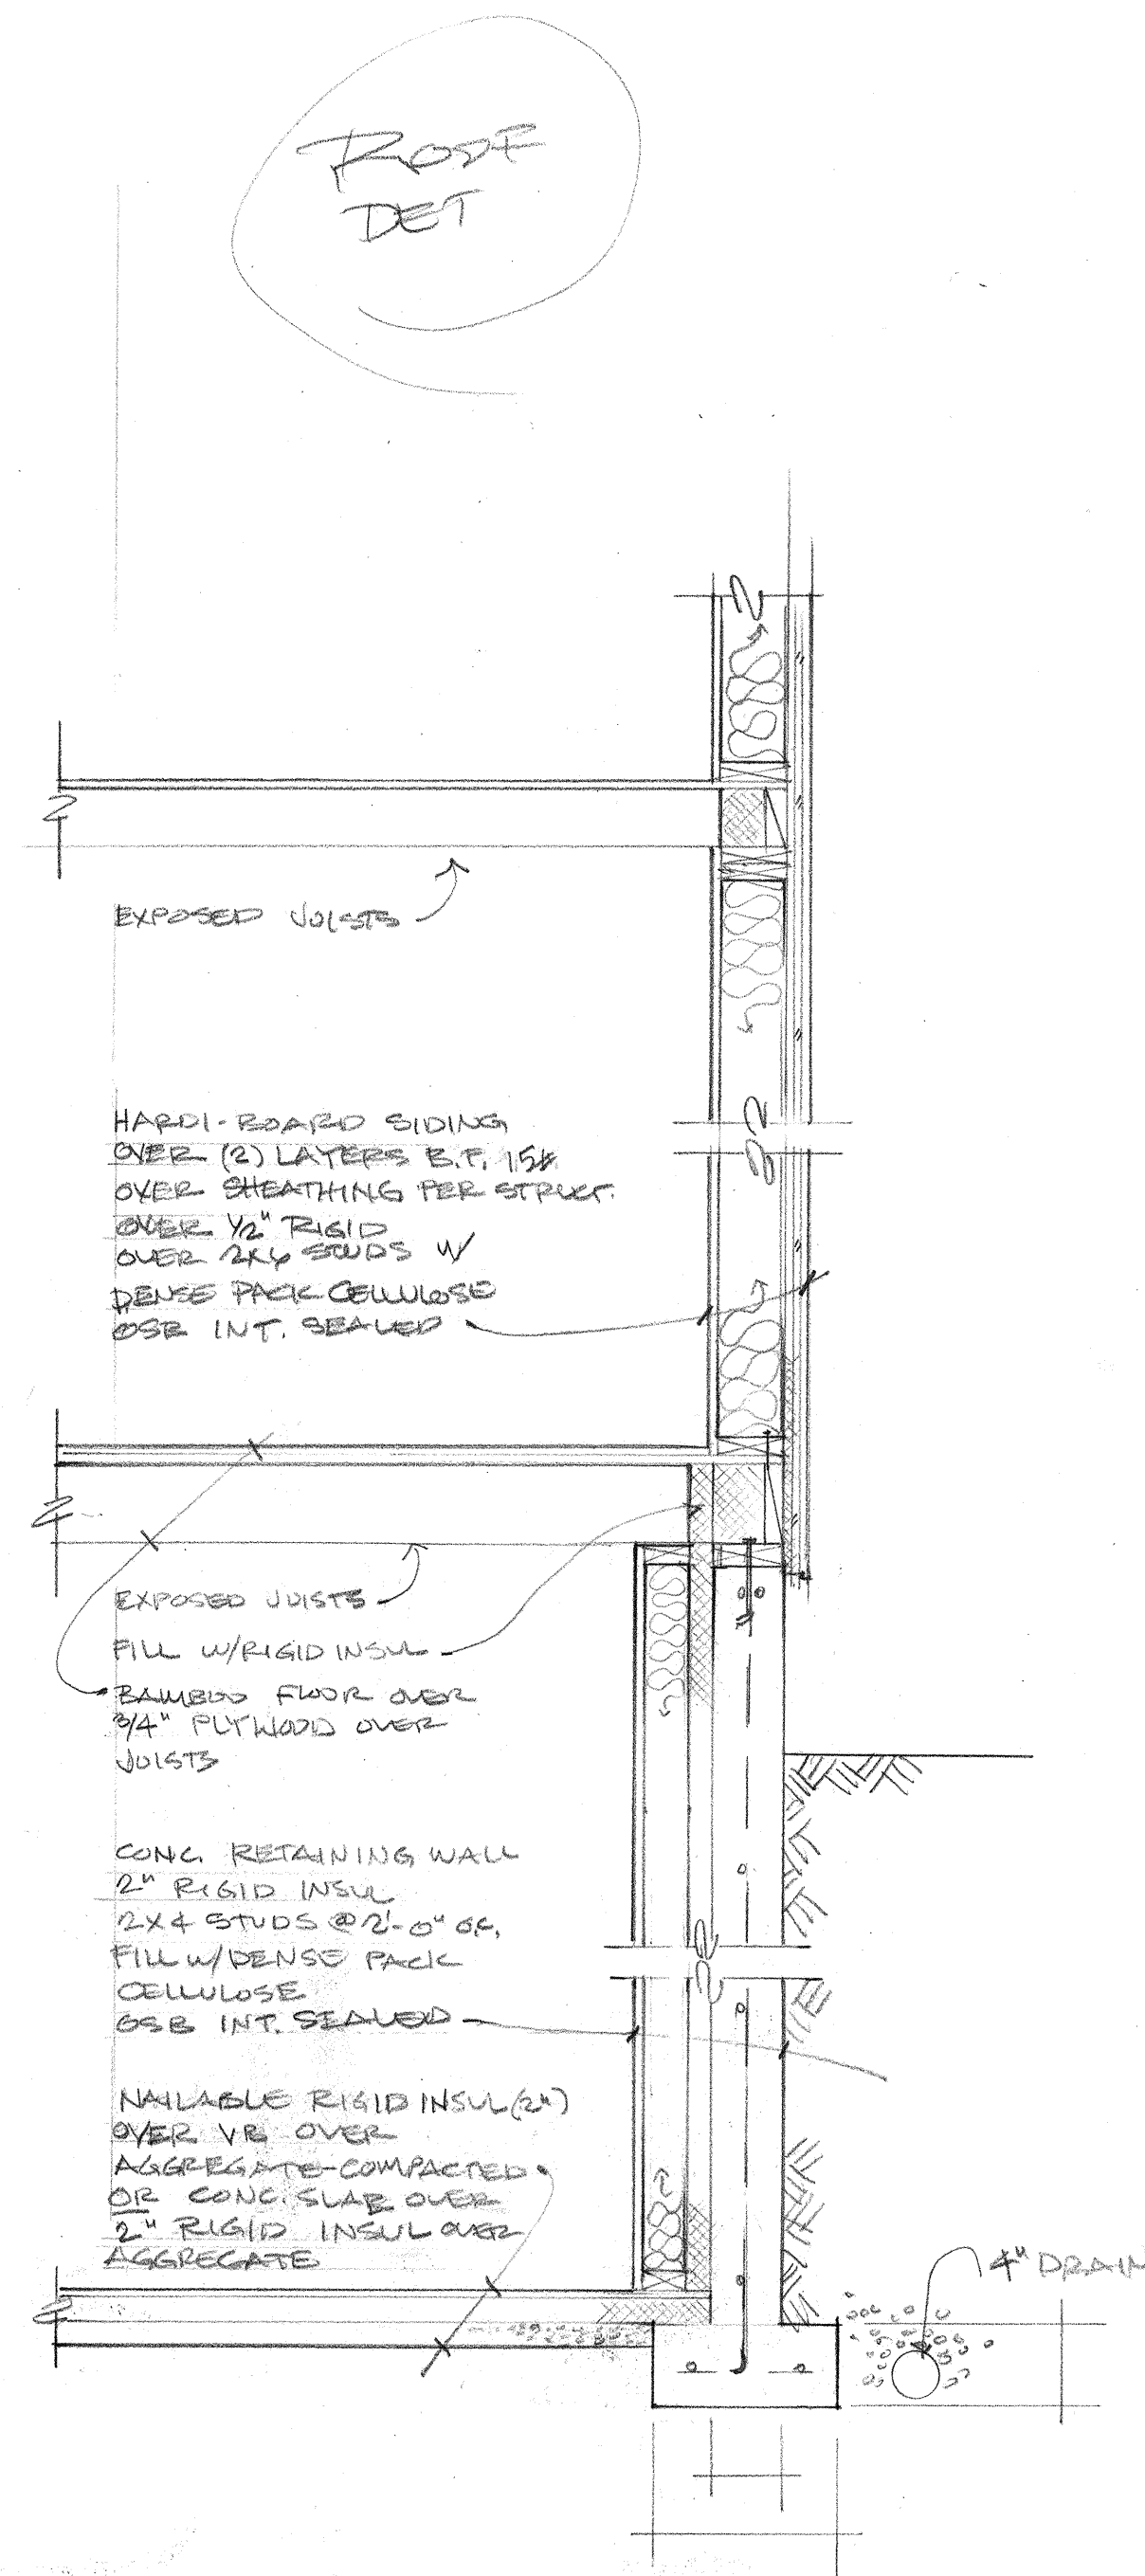 ROOF
DET
EXPOSED JOISTS
HARDI-BOARD SIDING
OVER (2) LAYERS B.F. 15#
OVER SHEATHING PER STRUCT.
OVER 1/2" RIGID
OVER 2X6 STUDS W/
DENSE PACK CELLULOSE
OSB INT. SEALED
EXPOSED JOISTS
FILL W/RIGID INSUL
BAMBOO FLOOR OVER
3/4" PLYWOOD OVER
JOISTS
CONC. RETAINING WALL
2" RIGID INSUL
2X4 STUDS @ 2'-0" O.C.
FILL W/DENSE PACK
CELLULOSE
OSB INT. SEALED
NAILABLE RIGID INSUL (2")
OVER VB OVER
AGGREGATE-COMPACTED
OR CONC. SLAB OVER
2" RIGID INSUL OVER
AGGREGATE
4" DRAIN